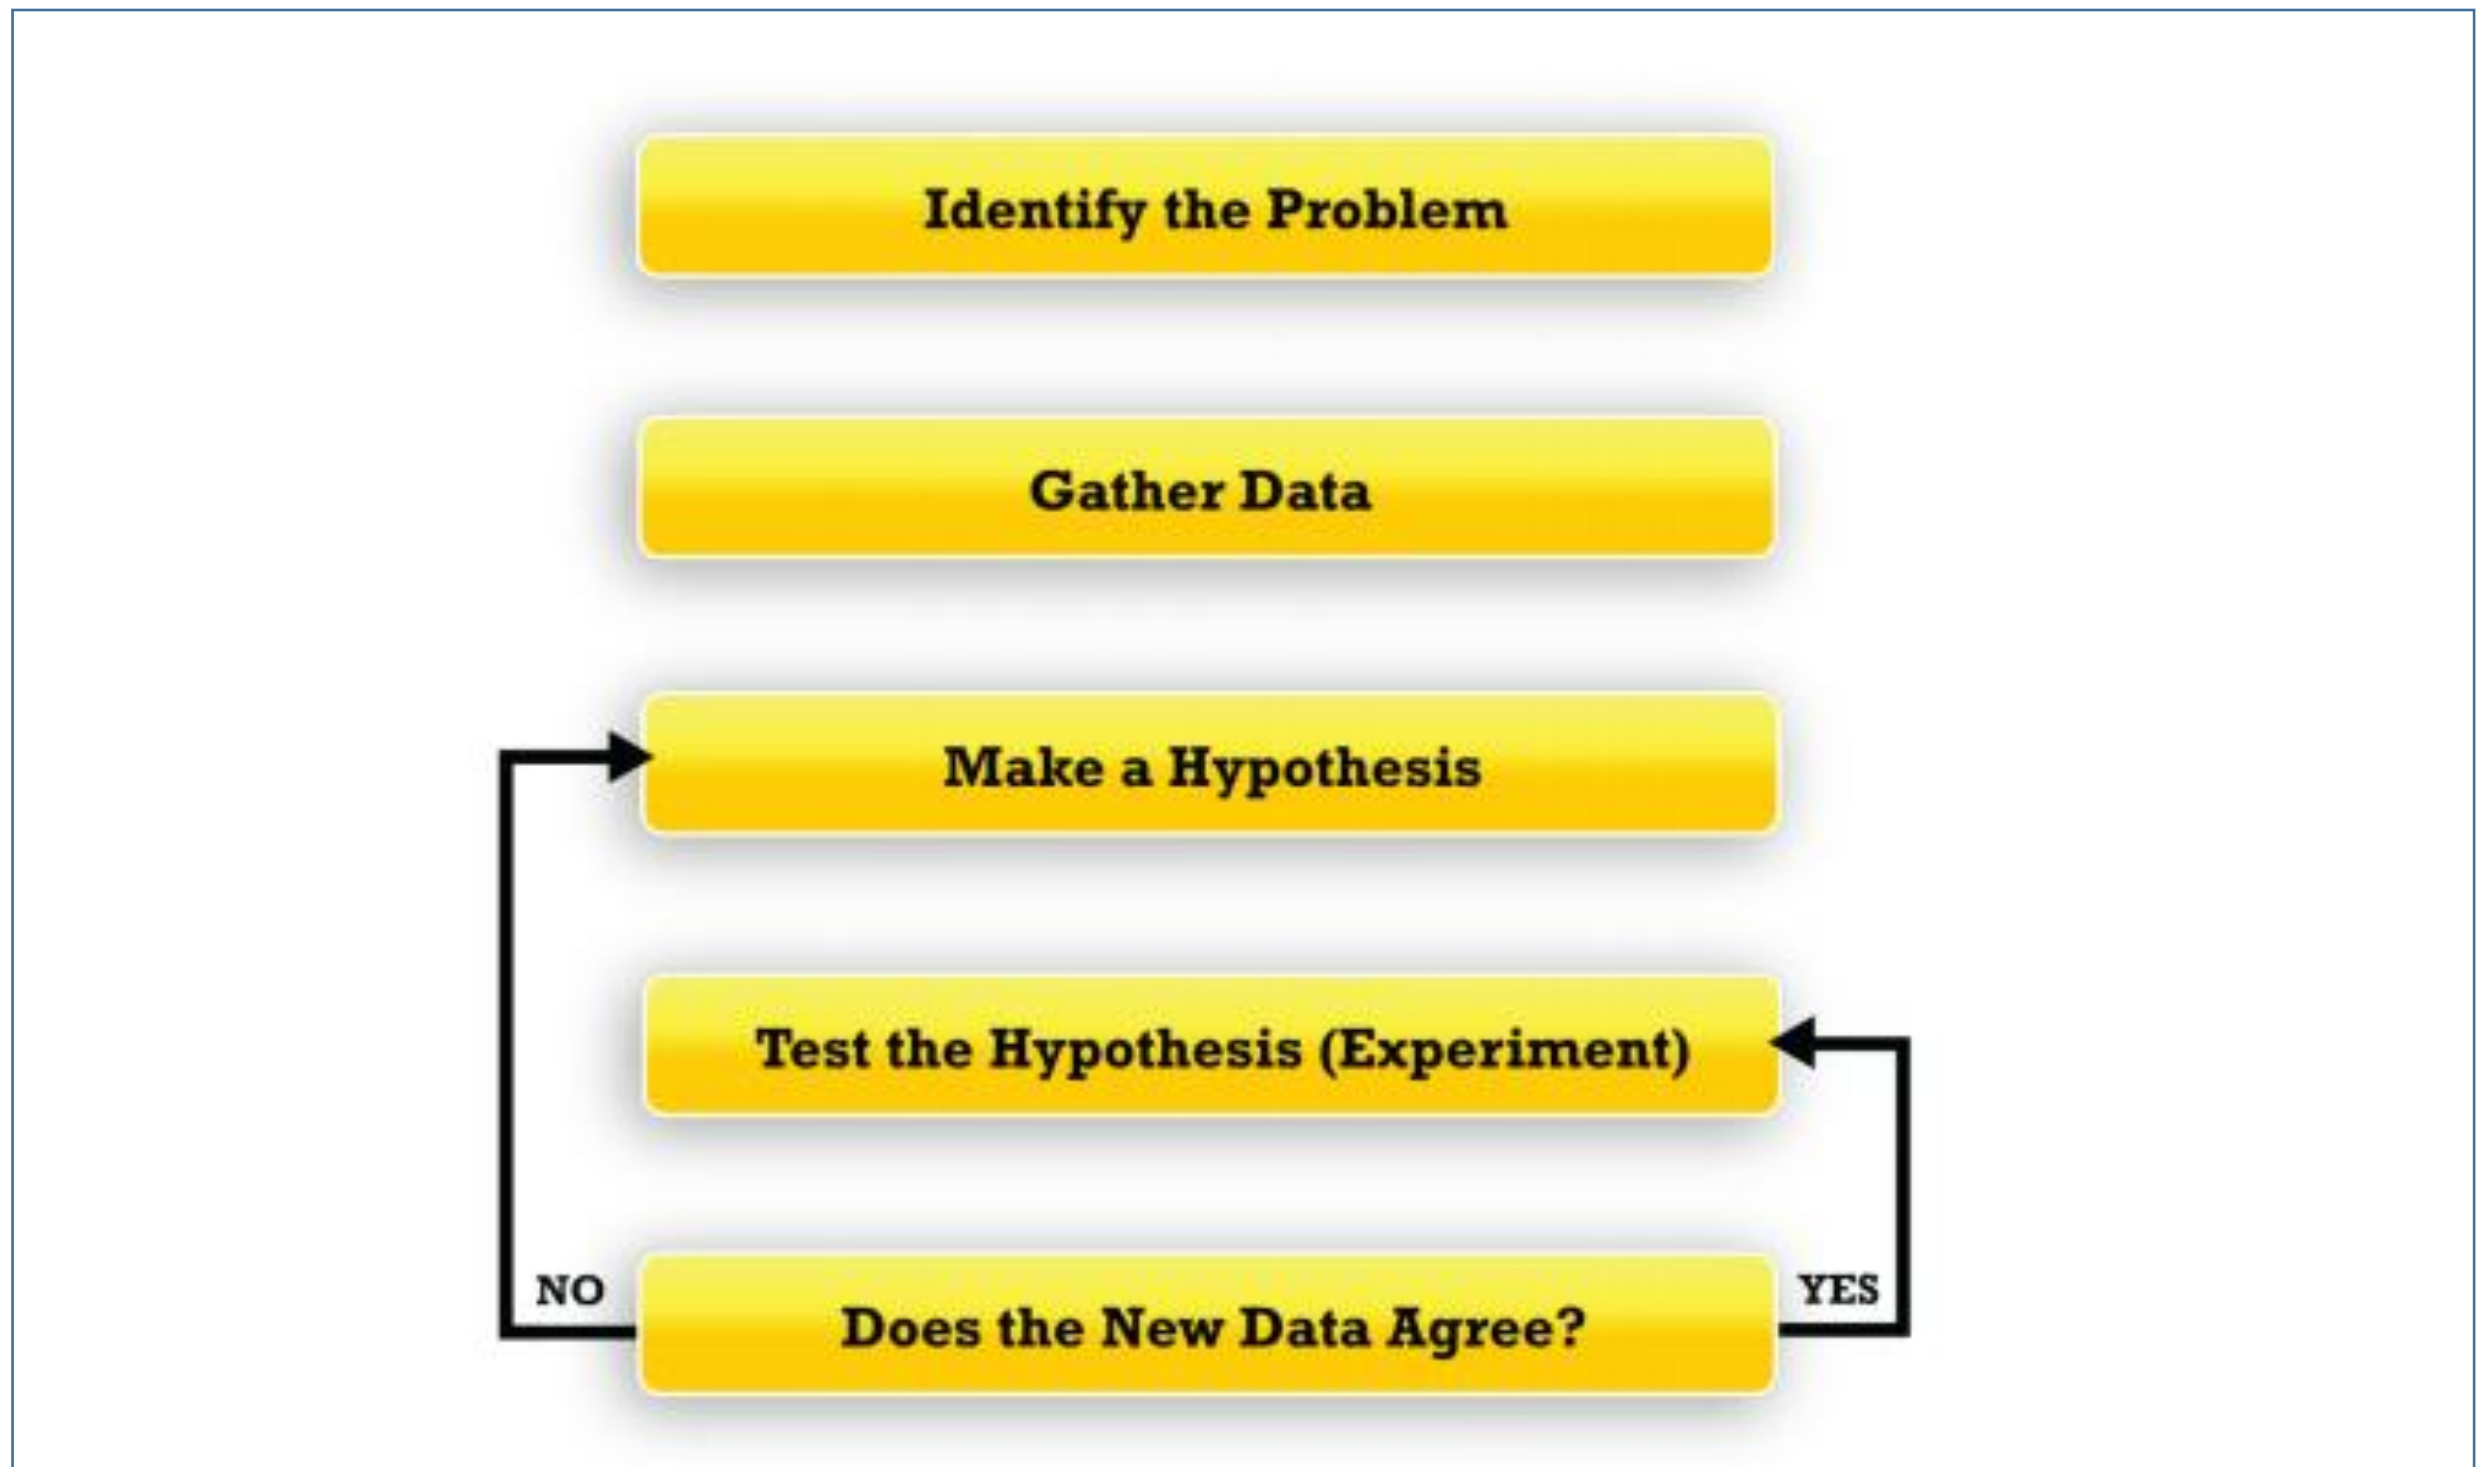 Identify the Problem
Gather Data
Make a Hypothesis
Test the Hypothesis (Experiment)
NO
Does the New Data Agree?
YES